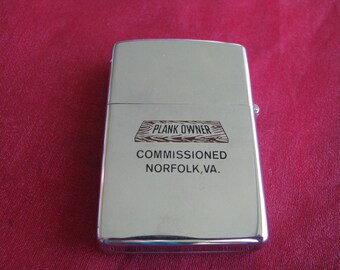 PLANK OWNER
COMMISSIONED
NORFOLK, VA.